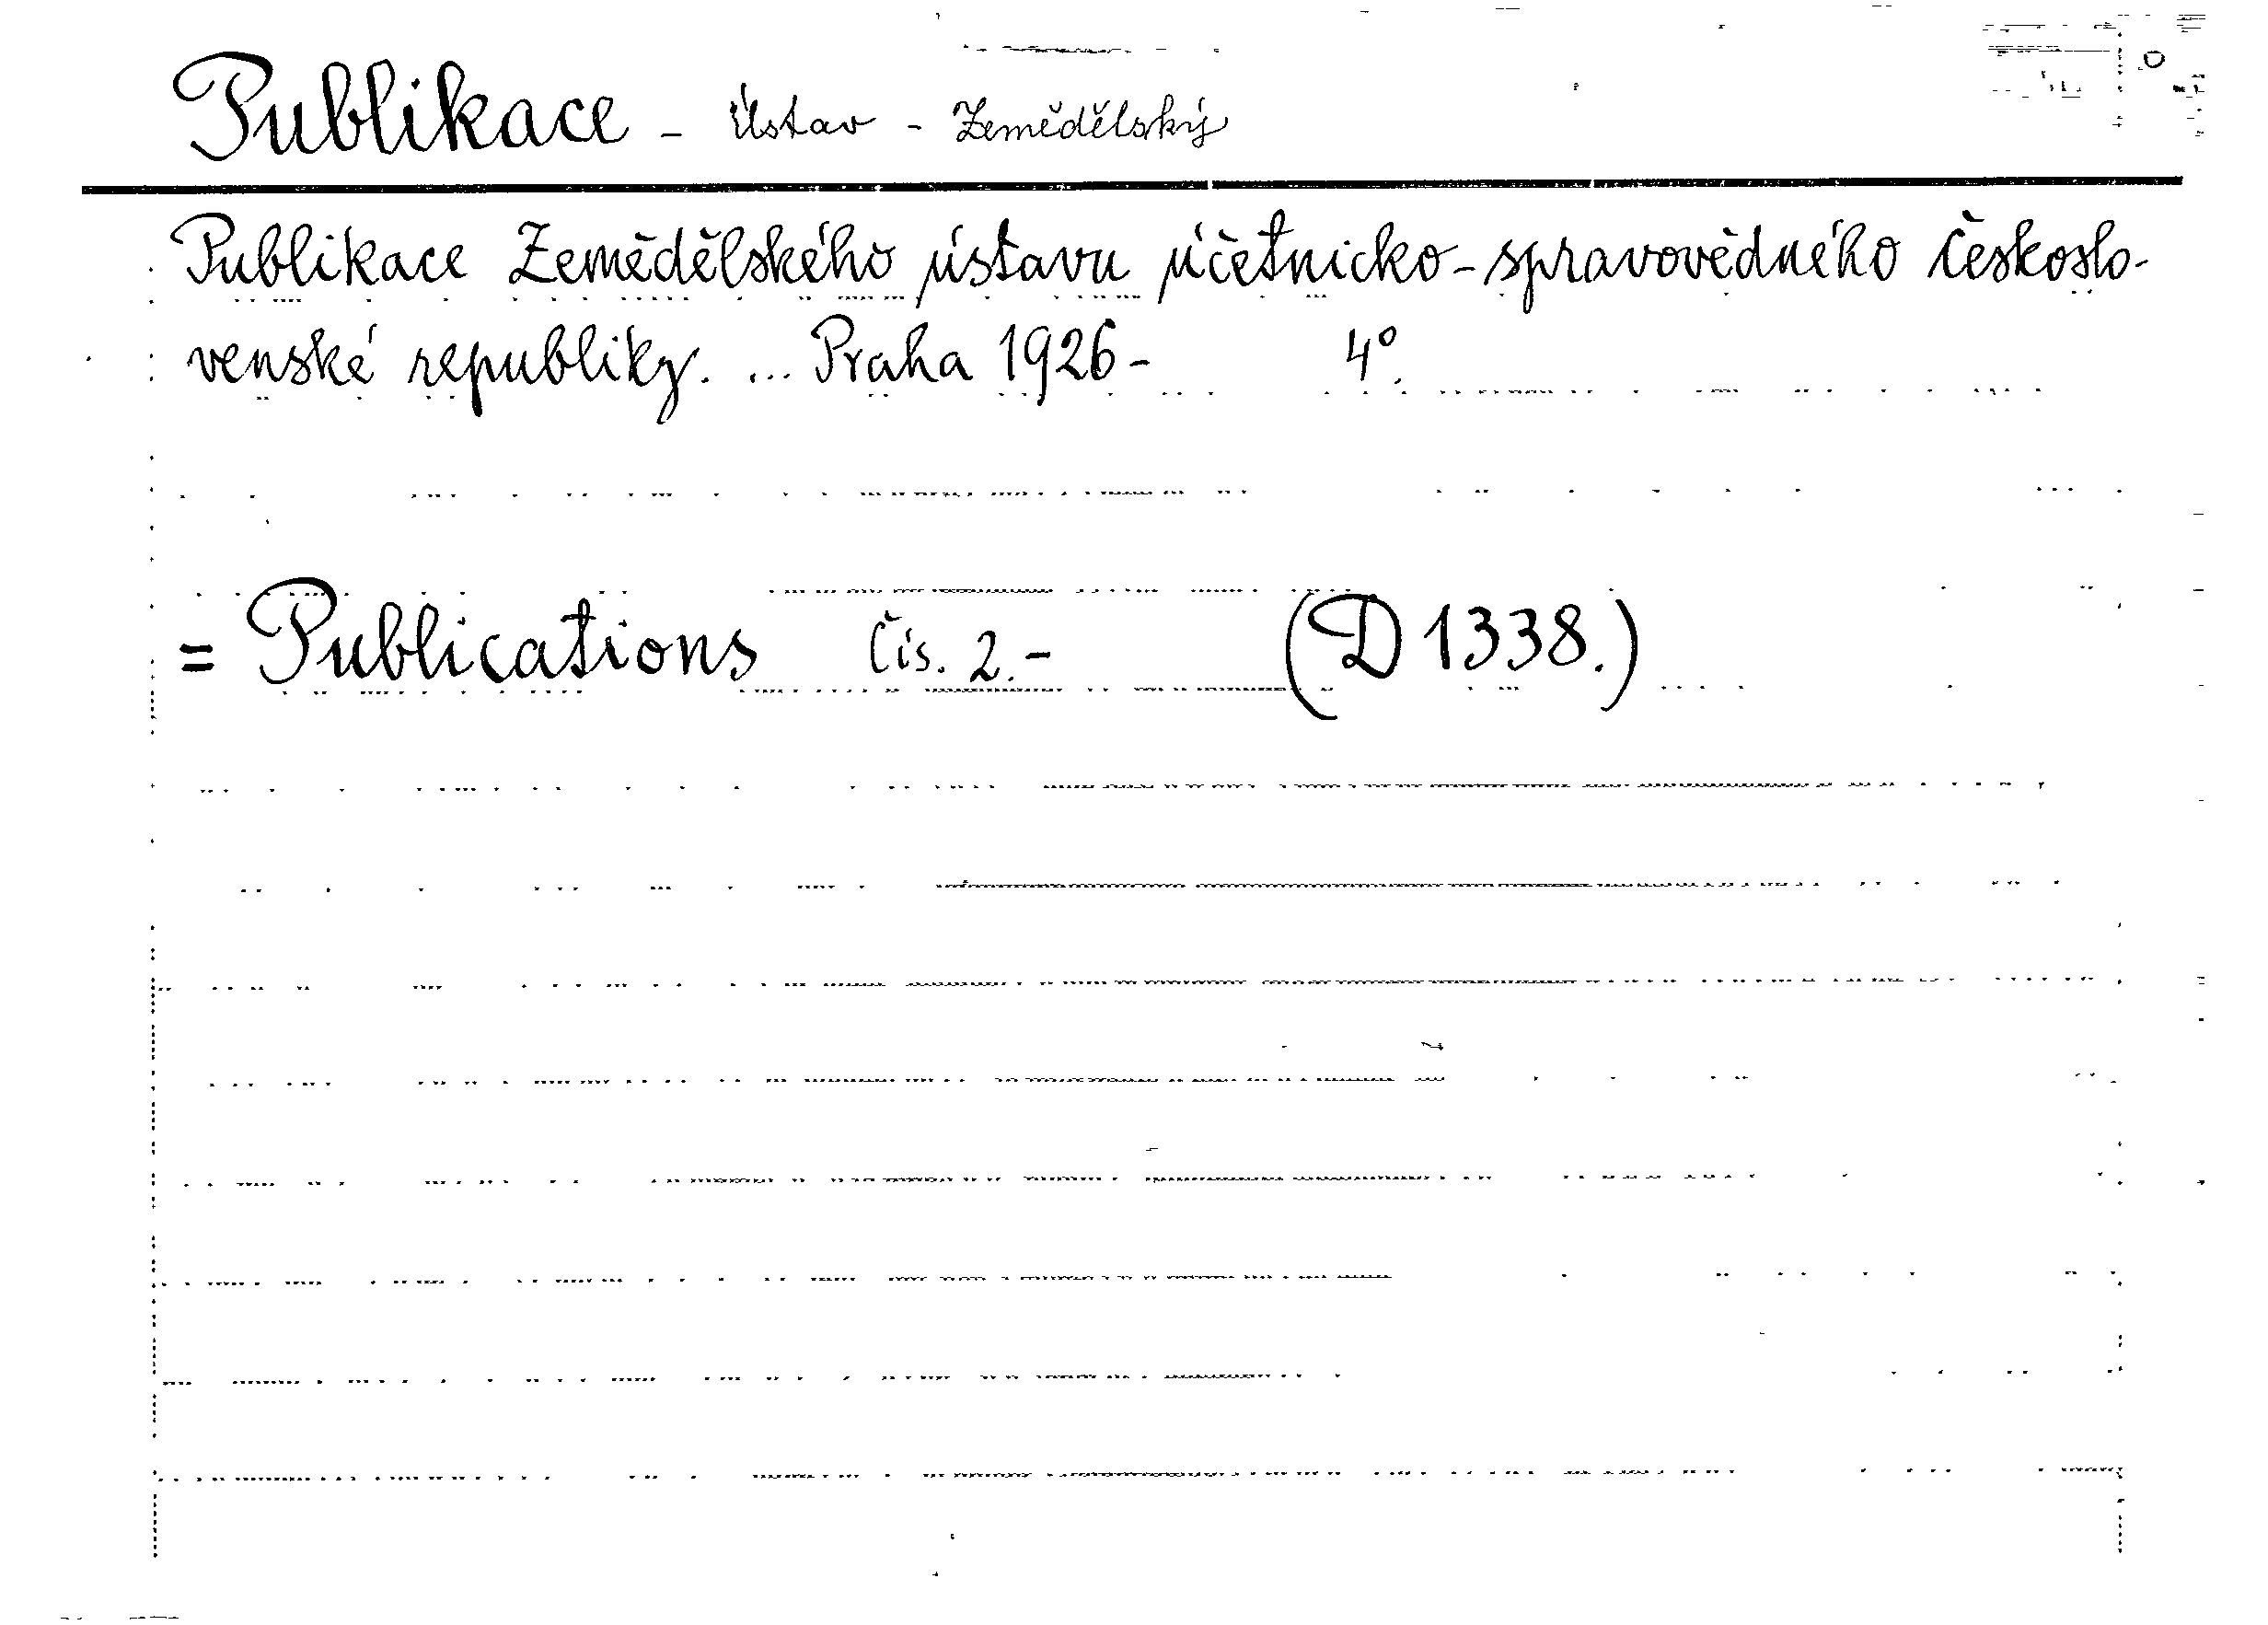 Publikace - Ústav - Zemědělský
Publikace Zemědělského ústavu účetnicko-spravovědného českoslo-
venské republiky. ... Praha 1926- 4°.
= Publications Čís. 2.- (D 1338.)